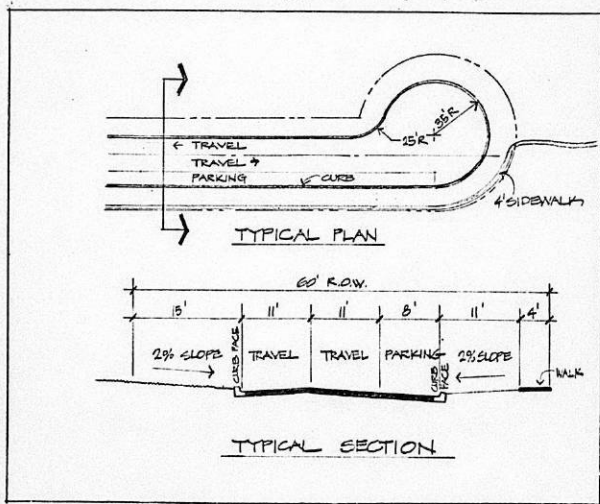 35'R
25'R
← TRAVEL
TRAVEL →
PARKING
CURB
4' SIDEWALK
TYPICAL PLAN
60' R.O.W.
15' 11' 11' 8' 11' 4'
2% SLOPE CURB FACE TRAVEL TRAVEL PARKING CURB FACE 2% SLOPE WALK
TYPICAL SECTION